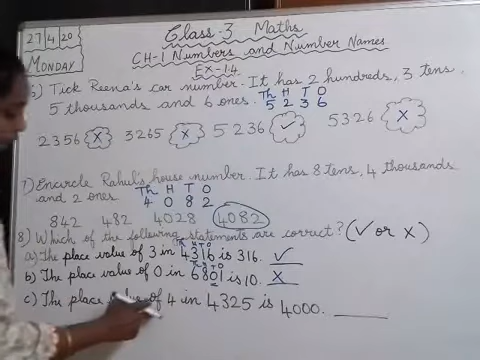 27 4 20
Class-3 Maths
MONDAY
CH-1 Numbers and Number Names
Ex-14
6) Tick Reena's car number. It has 2 hundreds, 3 tens,
5 thousands and 6 ones. Th H T O
5 2 3 6
2356 X 3265 X 5236 ✓ 5326 X
7) Encircle Rahul's house number. It has 8 tens, 4 thousands
and 2 ones. Th H T O
4 0 8 2
842 482 4028 4082
8) Which of the following statements are correct? (✓ or X)
Th H T O
a) The place value of 3 in 4316 is 316. ✓
Th H T O
b) The place value of 0 in 6801 is 10. X
c) The place value of 4 in 4325 is 4000. ____